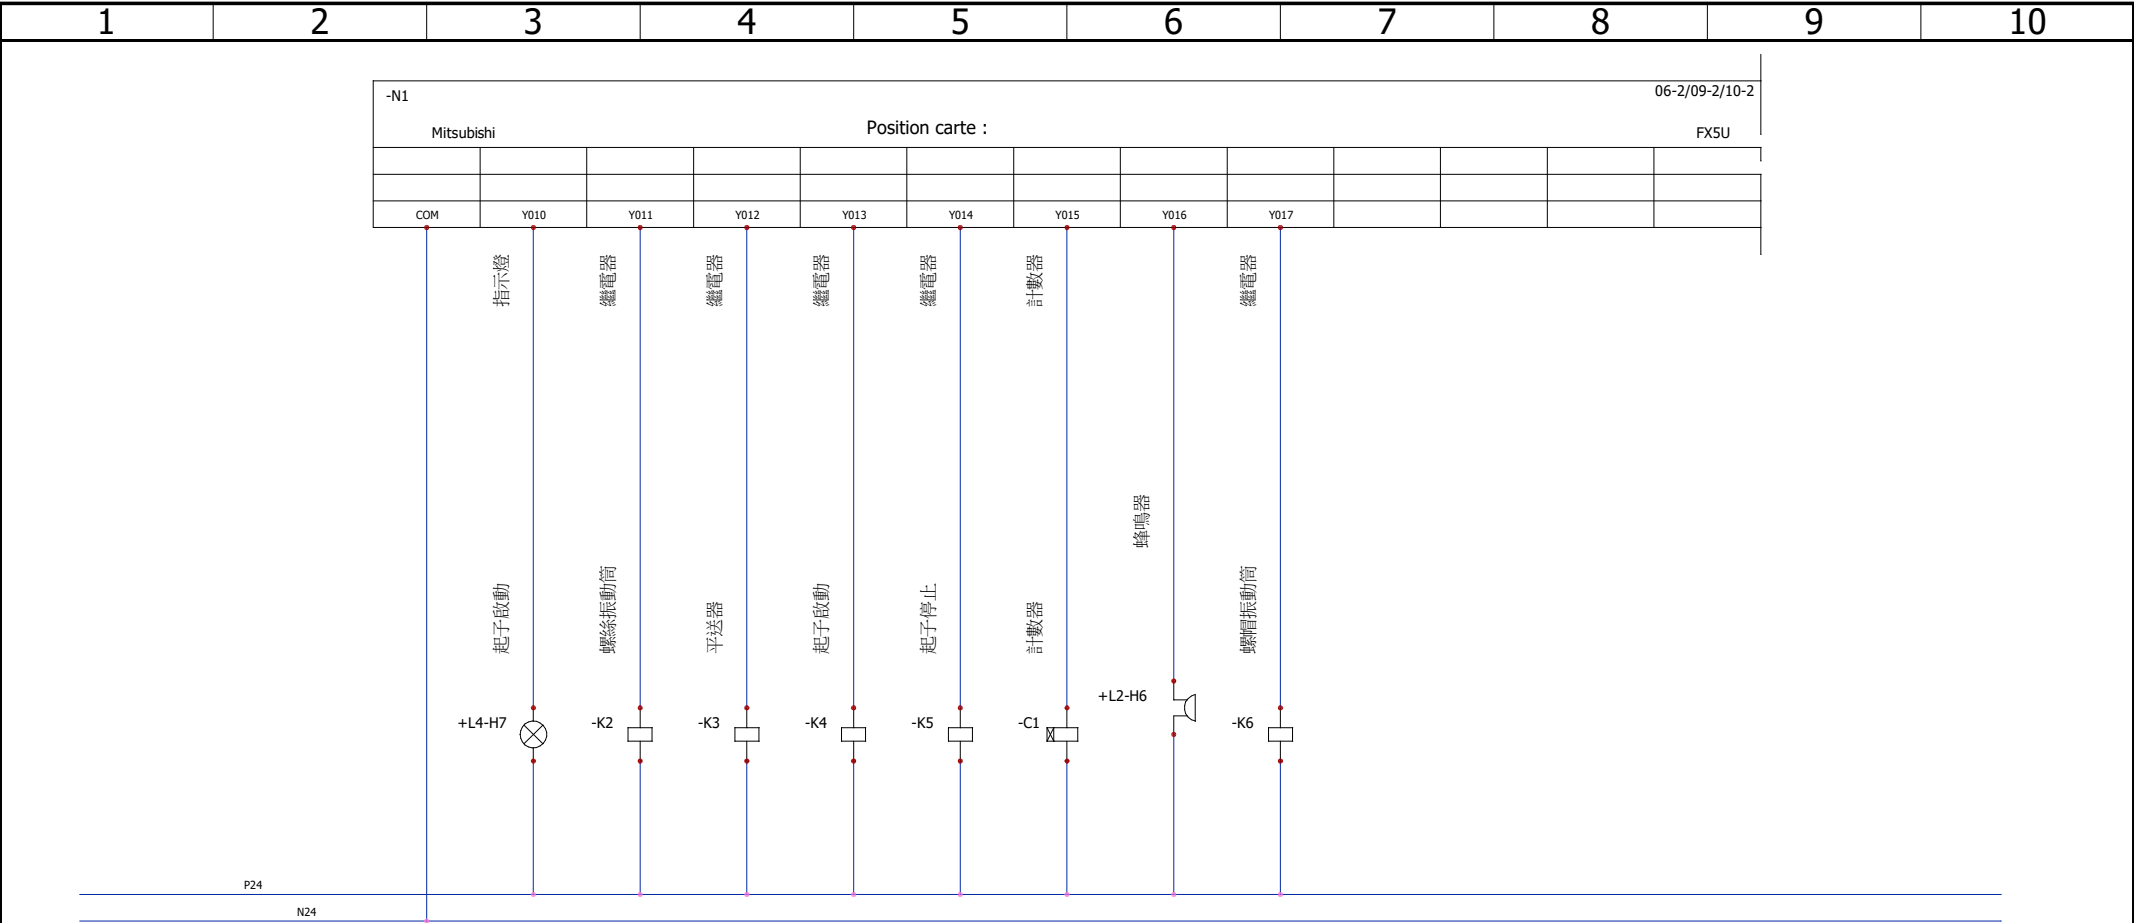 1 2 3 4 5 6 7 8 9 10
-N1 06-2/09-2/10-2
Mitsubishi Position carte : FX5U
COM Y010 Y011 Y012 Y013 Y014 Y015 Y016 Y017
指示燈 繼電器 繼電器 繼電器 繼電器 計數器 繼電器
蜂鳴器
起子啟動 螺絲振動筒 平送器 起子啟動 起子停止 計數器 螺帽振動筒
+L2-H6
+L4-H7 -K2 -K3 -K4 -K5 -C1 -K6
P24
N24